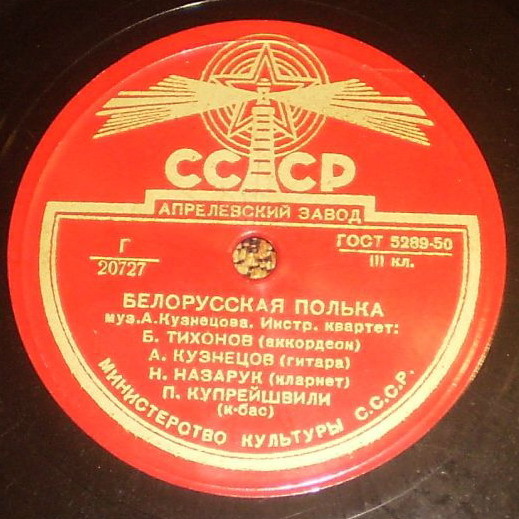 СССР
АПРЕЛЕВСКИЙ ЗАВОД
Г
20727
ГОСТ 5289-50
III кл.
БЕЛОРУССКАЯ ПОЛЬКА
муз.А.Кузнецова. Инстр. квартет:
Б. ТИХОНОВ (аккордеон)
А. КУЗНЕЦОВ (гитара)
Н. НАЗАРУК (кларнет)
П. КУПРЕЙШВИЛИ
(к-бас)
МИНИСТЕРСТВО КУЛЬТУРЫ С.С.С.Р.